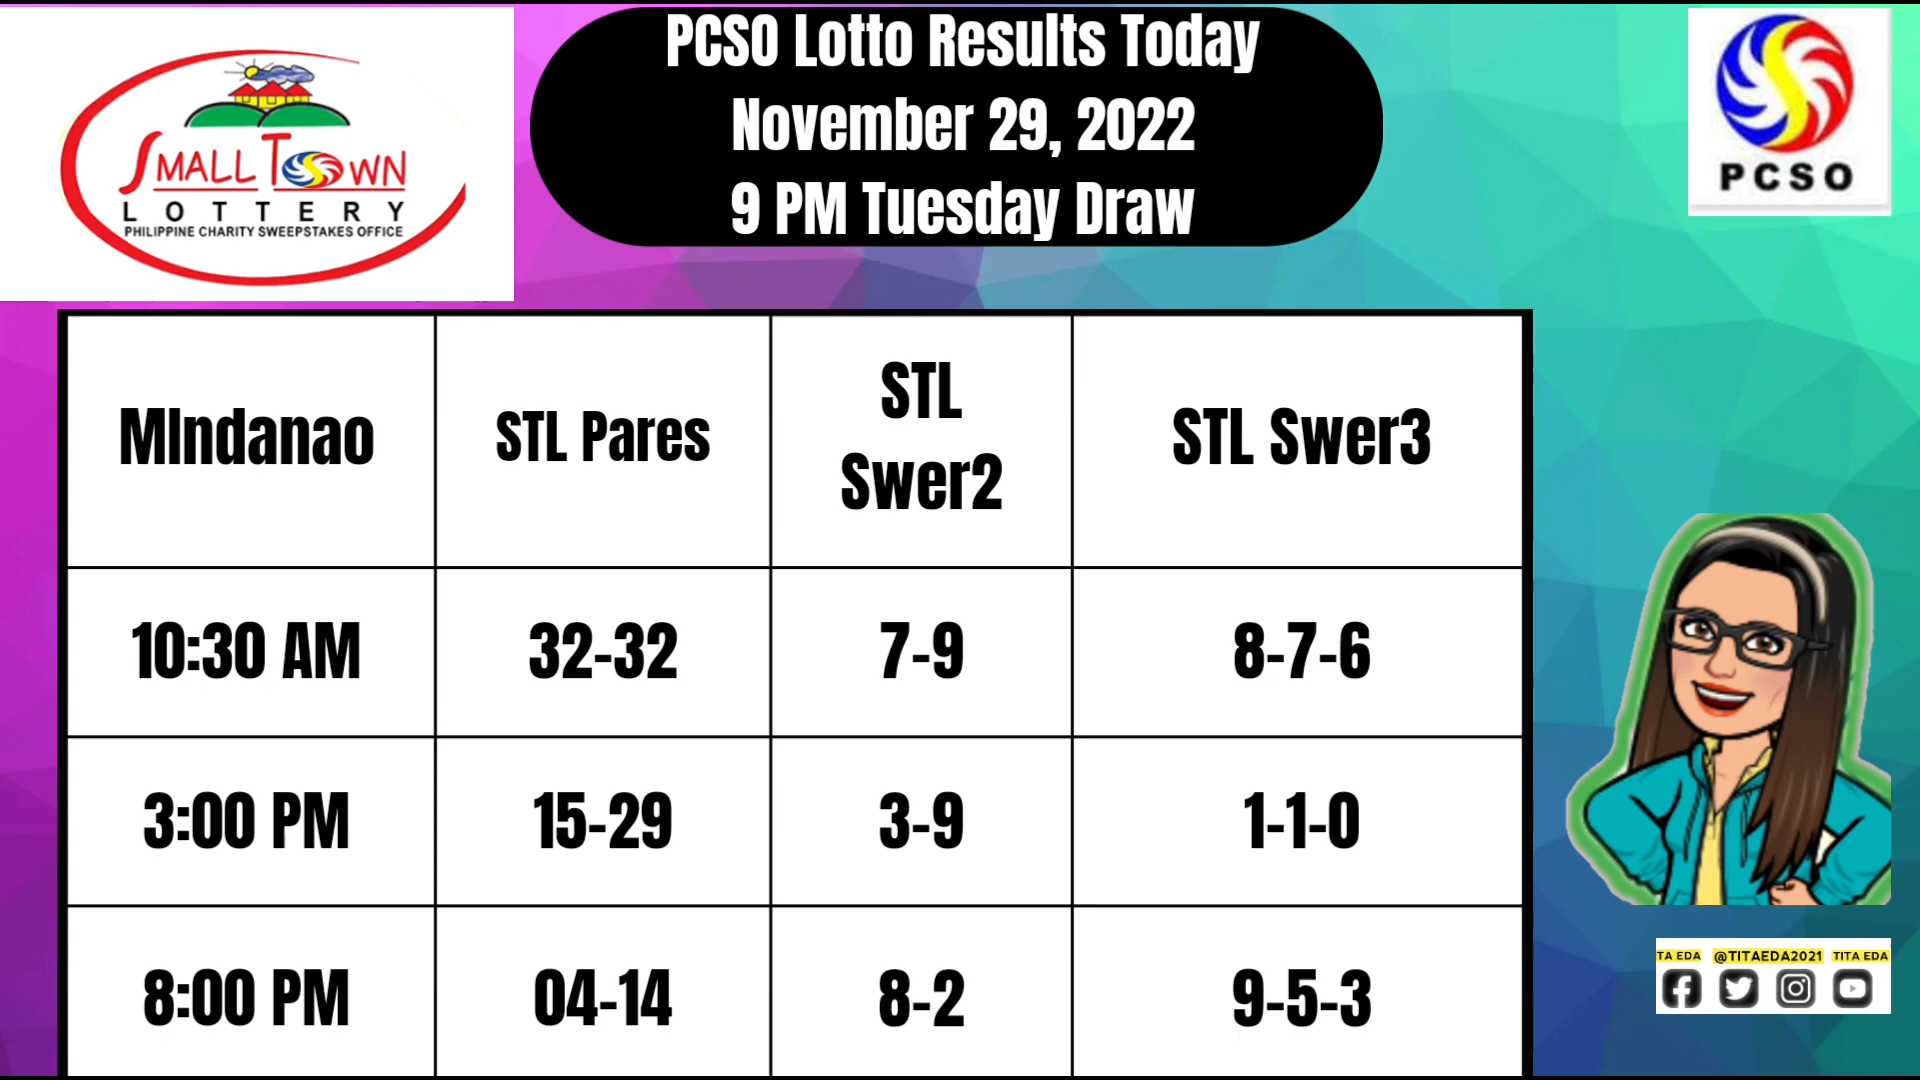 SMALL TOWN
LOTTERY
PHILIPPINE CHARITY SWEEPSTAKES OFFICE
PCSO Lotto Results Today
November 29, 2022
9 PM Tuesday Draw
PCSO
MIndanao
STL Pares
STL
Swer2
STL Swer3
10:30 AM
32-32
7-9
8-7-6
3:00 PM
15-29
3-9
1-1-0
8:00 PM
04-14
8-2
9-5-3
TA EDA @TITAEDA2021 TITA EDA